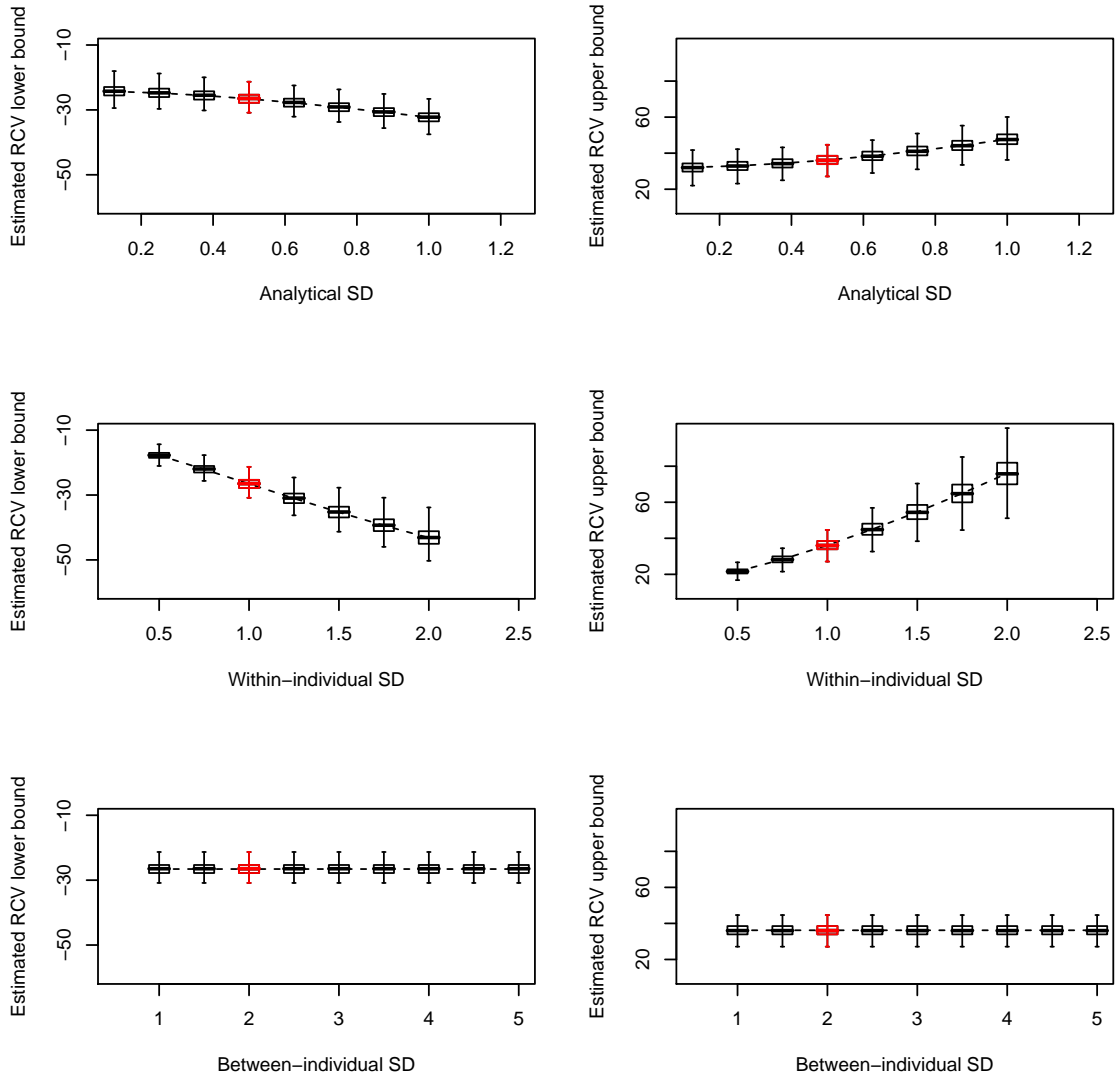 Estimated RCV lower bound
−10
−30
−50
0.2 0.4 0.6 0.8 1.0 1.2
Analytical SD
Estimated RCV upper bound
60
20
0.2 0.4 0.6 0.8 1.0 1.2
Analytical SD
Estimated RCV lower bound
−10
−30
−50
0.5 1.0 1.5 2.0 2.5
Within−individual SD
Estimated RCV upper bound
60
20
0.5 1.0 1.5 2.0 2.5
Within−individual SD
Estimated RCV lower bound
−10
−30
−50
1 2 3 4 5
Between−individual SD
Estimated RCV upper bound
60
20
1 2 3 4 5
Between−individual SD